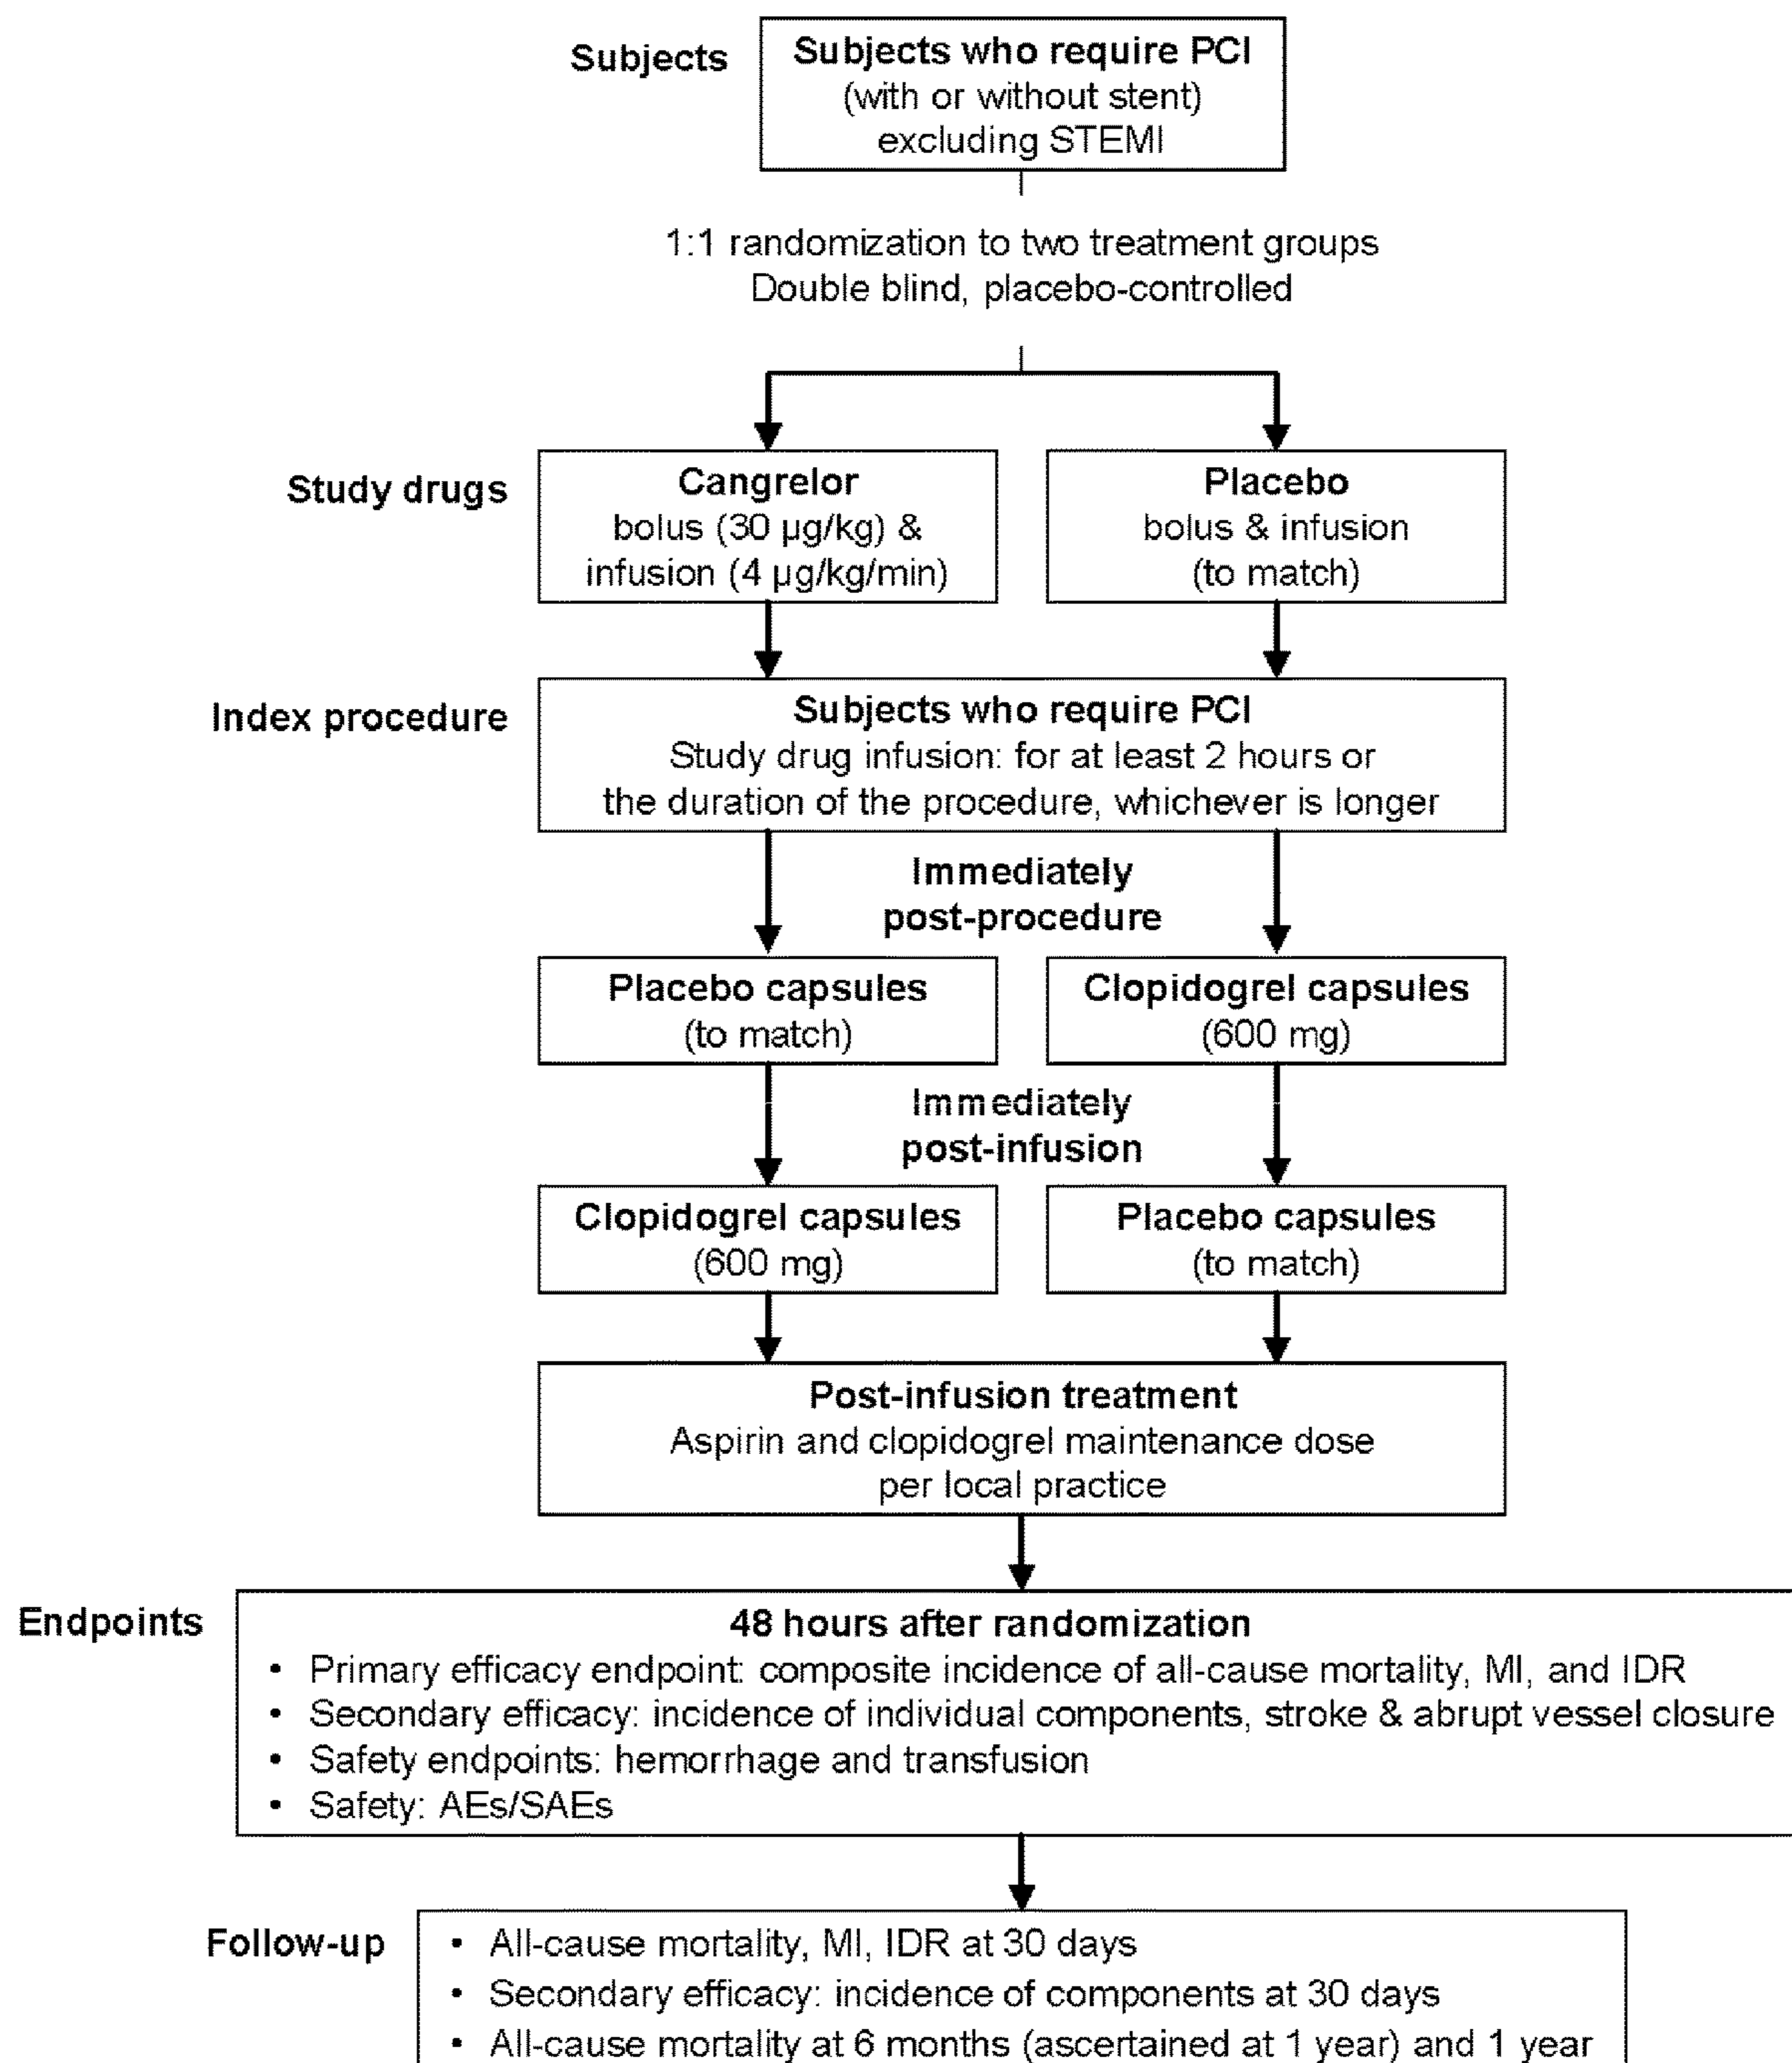 Subjects
Subjects who require PCI
(with or without stent)
excluding STEMI
1:1 randomization to two treatment groups
Double blind, placebo-controlled
Study drugs
Cangrelor
bolus (30 µg/kg) &
infusion (4 µg/kg/min)
Placebo
bolus & infusion
(to match)
Index procedure
Subjects who require PCI
Study drug infusion: for at least 2 hours or
the duration of the procedure, whichever is longer
Immediately
post-procedure
Placebo capsules
(to match)
Clopidogrel capsules
(600 mg)
Immediately
post-infusion
Clopidogrel capsules
(600 mg)
Placebo capsules
(to match)
Post-infusion treatment
Aspirin and clopidogrel maintenance dose
per local practice
Endpoints
48 hours after randomization
• Primary efficacy endpoint: composite incidence of all-cause mortality, MI, and IDR
• Secondary efficacy: incidence of individual components, stroke & abrupt vessel closure
• Safety endpoints: hemorrhage and transfusion
• Safety: AEs/SAEs
Follow-up
• All-cause mortality, MI, IDR at 30 days
• Secondary efficacy: incidence of components at 30 days
• All-cause mortality at 6 months (ascertained at 1 year) and 1 year